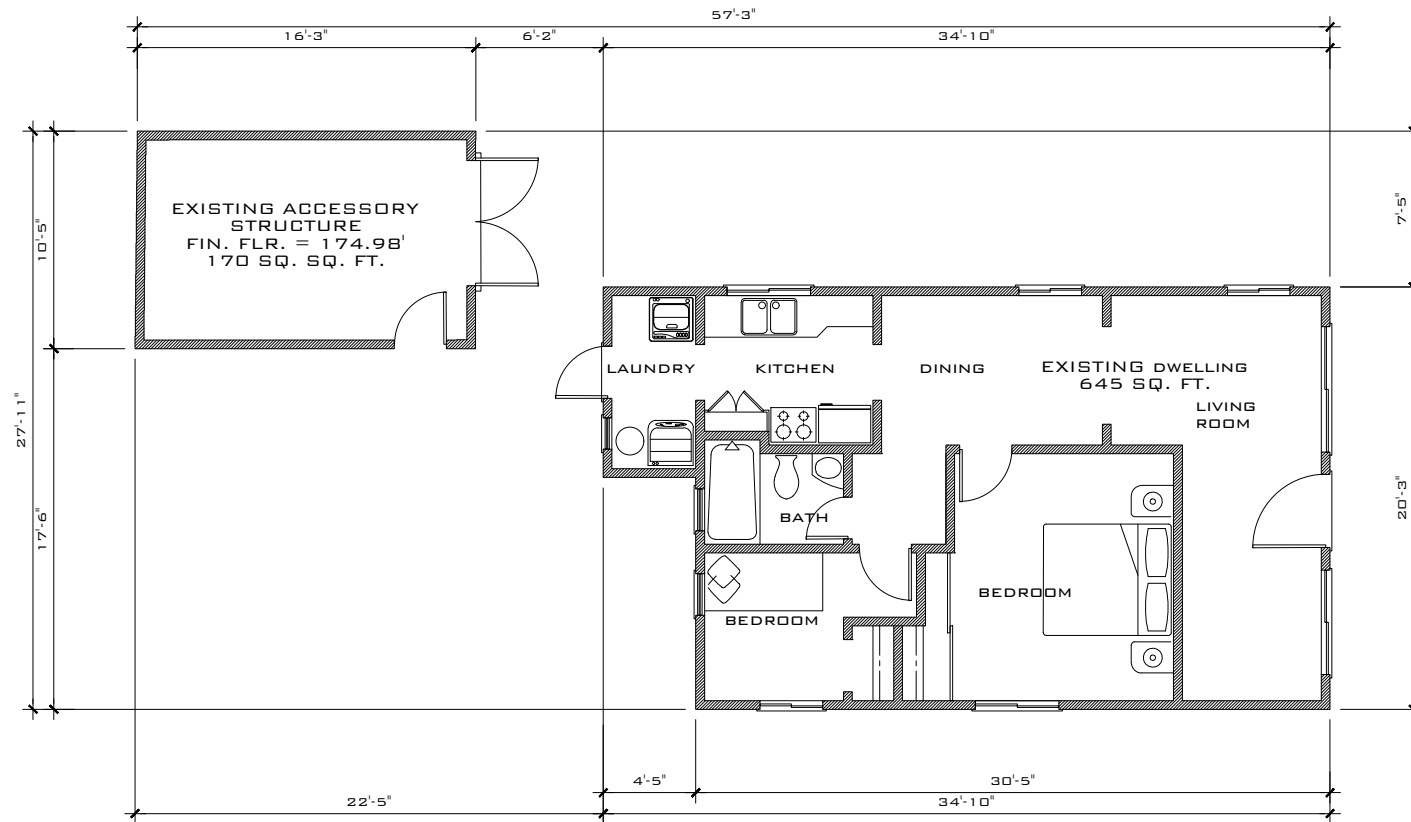 57'-3"
16'-3"
6'-2"
34'-10"
EXISTING ACCESSORY
STRUCTURE
FIN. FLR. = 174.98'
170 SQ. SQ. FT.
10'-5"
7'-5"
LAUNDRY
KITCHEN
DINING
EXISTING DWELLING
645 SQ. FT.
LIVING
ROOM
27'-11"
17'-6"
20'-3"
BATH
BEDROOM
BEDROOM
4'-5"
30'-5"
22'-5"
34'-10"